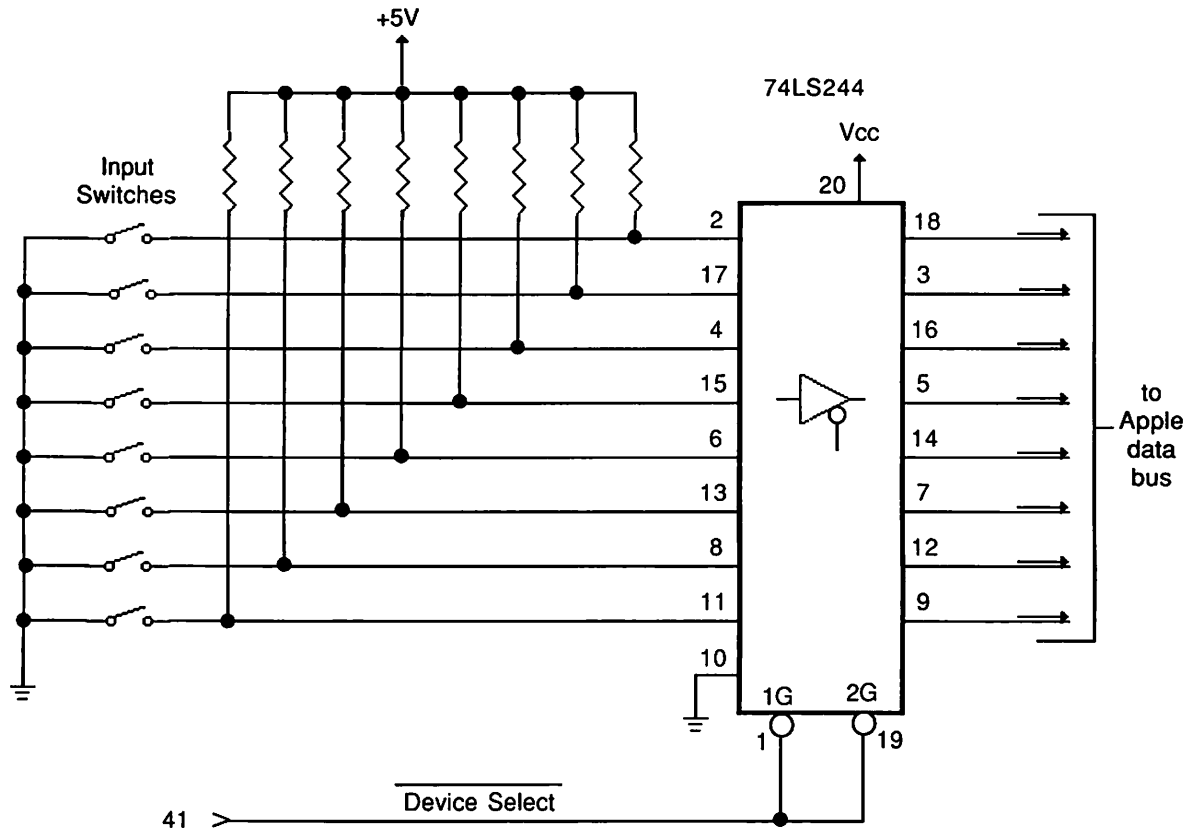 +5V
74LS244
Vcc
20
Input
Switches
2
18
17
3
4
16
15
5
6
14
13
7
8
12
11
9
10
to
Apple
data
bus
1G
2G
1
19
Device Select
41